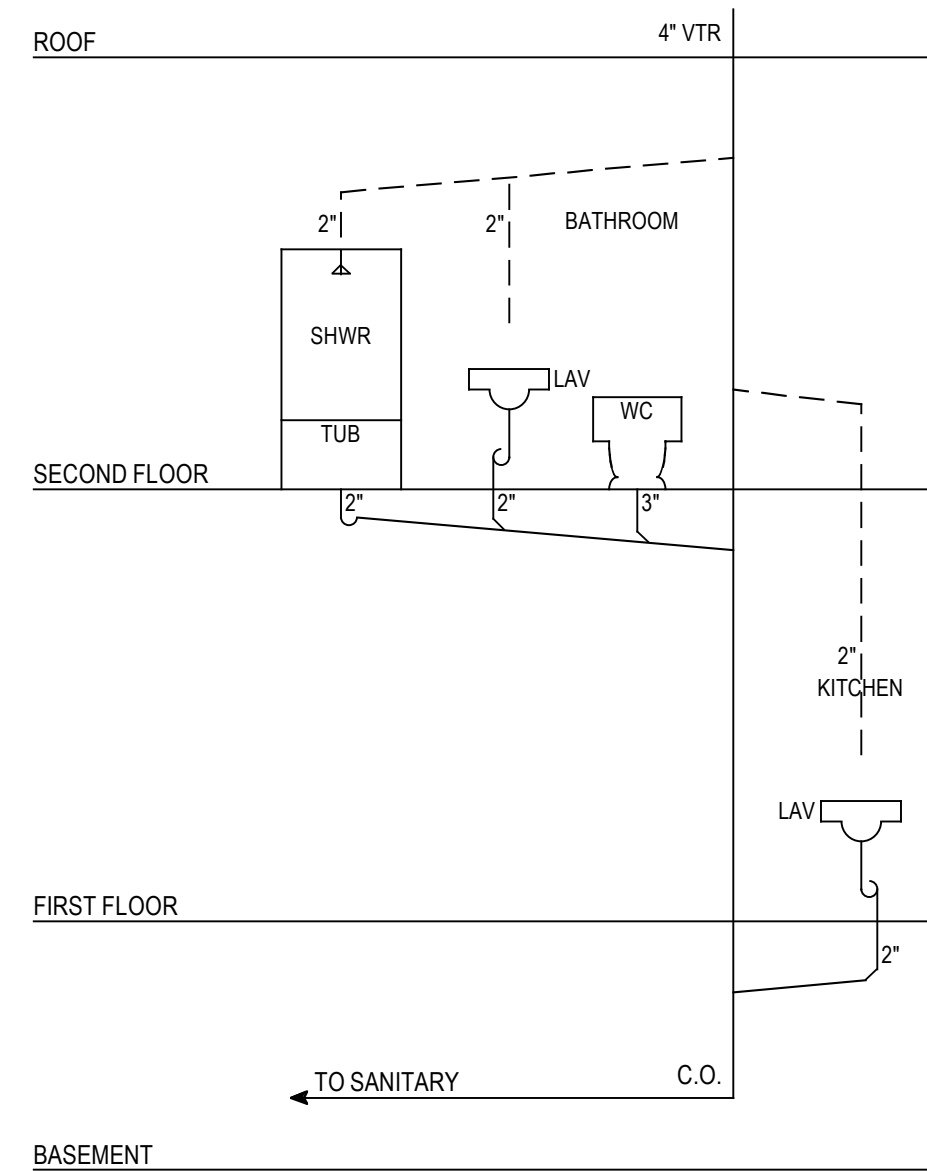 4" VTR
ROOF
2"
2"
BATHROOM
SHWR
LAV
WC
TUB
SECOND FLOOR
2"
2"
3"
2"
KITCHEN
LAV
FIRST FLOOR
2"
TO SANITARY
C.O.
BASEMENT